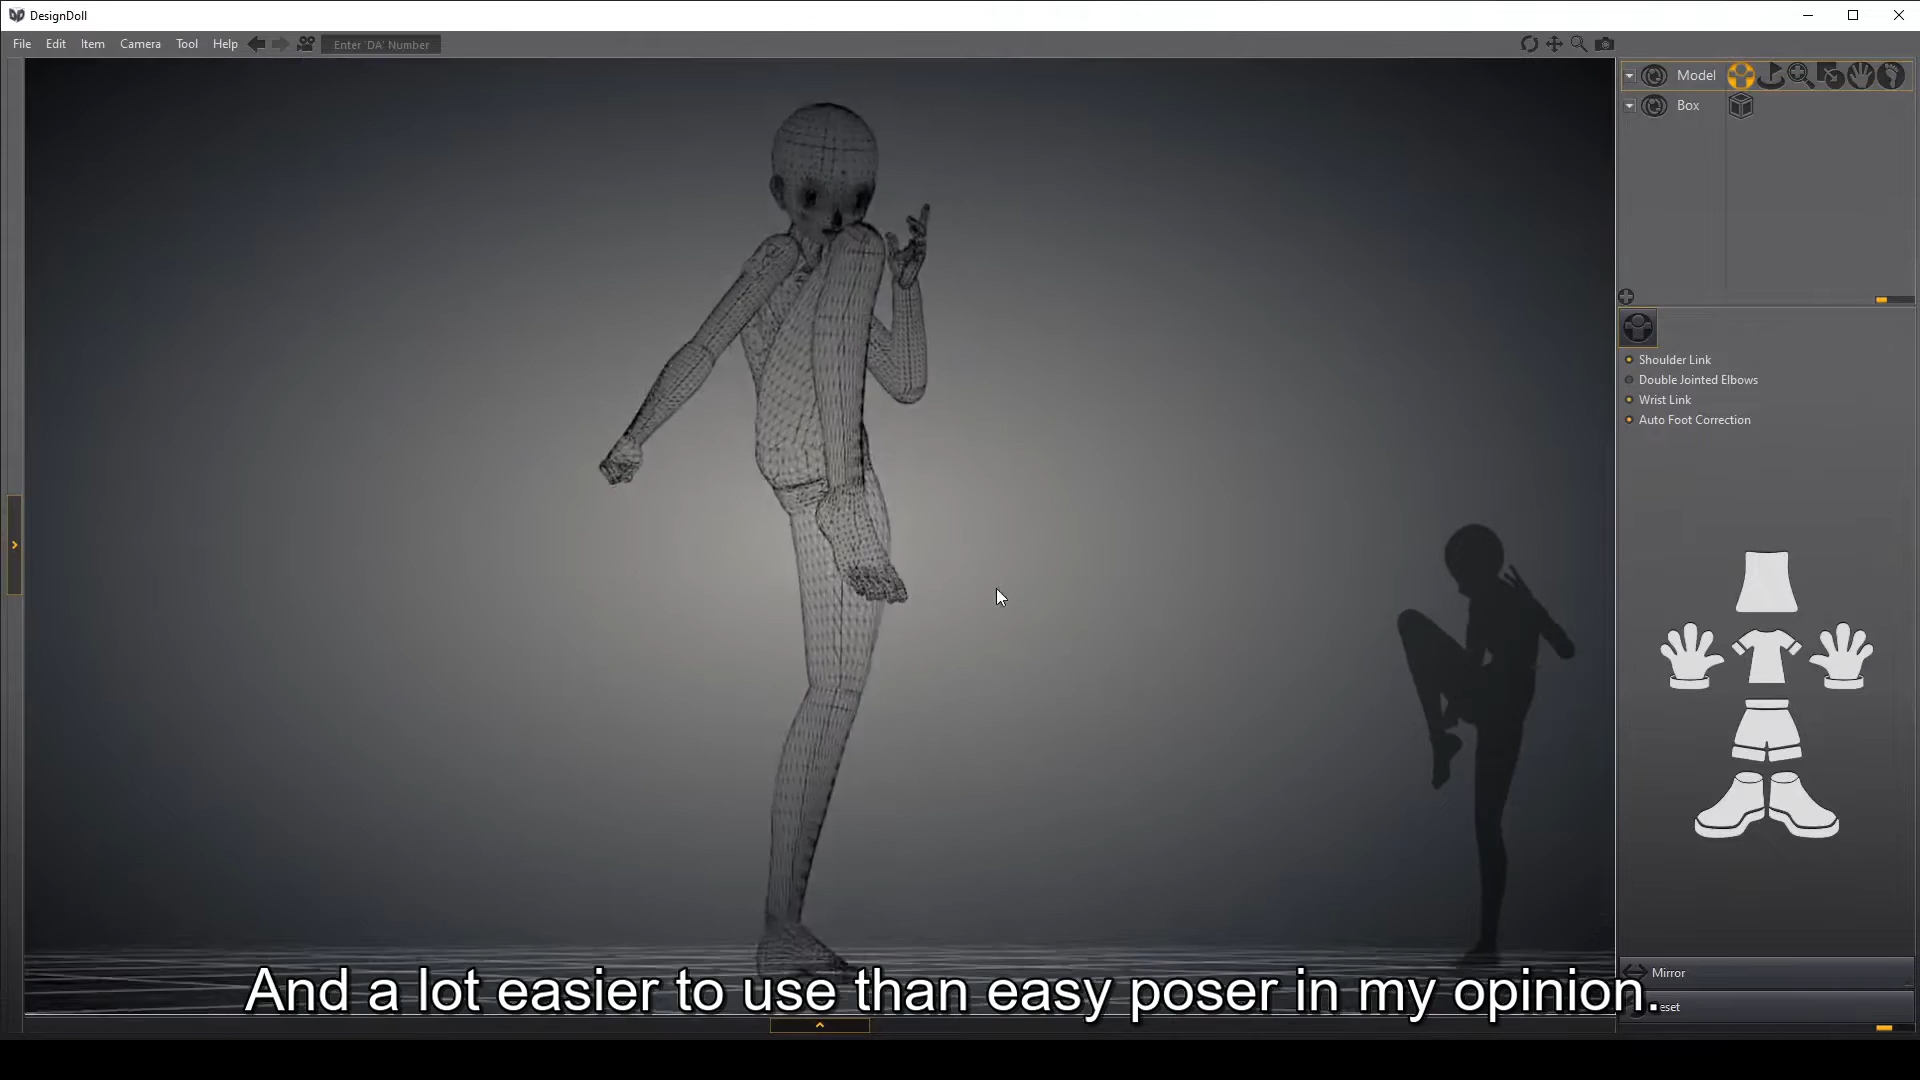 DesignDoll
File Edit Item Camera Tool Help Enter 'DA' Number
Model
Box
Shoulder Link
Double Jointed Elbows
Wrist Link
Auto Foot Correction
Mirror
eset
And a lot easier to use than easy poser in my opinion.